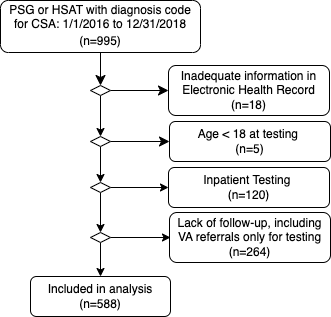 PSG or HSAT with diagnosis code
for CSA: 1/1/2016 to 12/31/2018
(n=995)
Inadequate information in
Electronic Health Record
(n=18)
Age < 18 at testing
(n=5)
Inpatient Testing
(n=120)
Lack of follow-up, including
VA referrals only for testing
(n=264)
Included in analysis
(n=588)